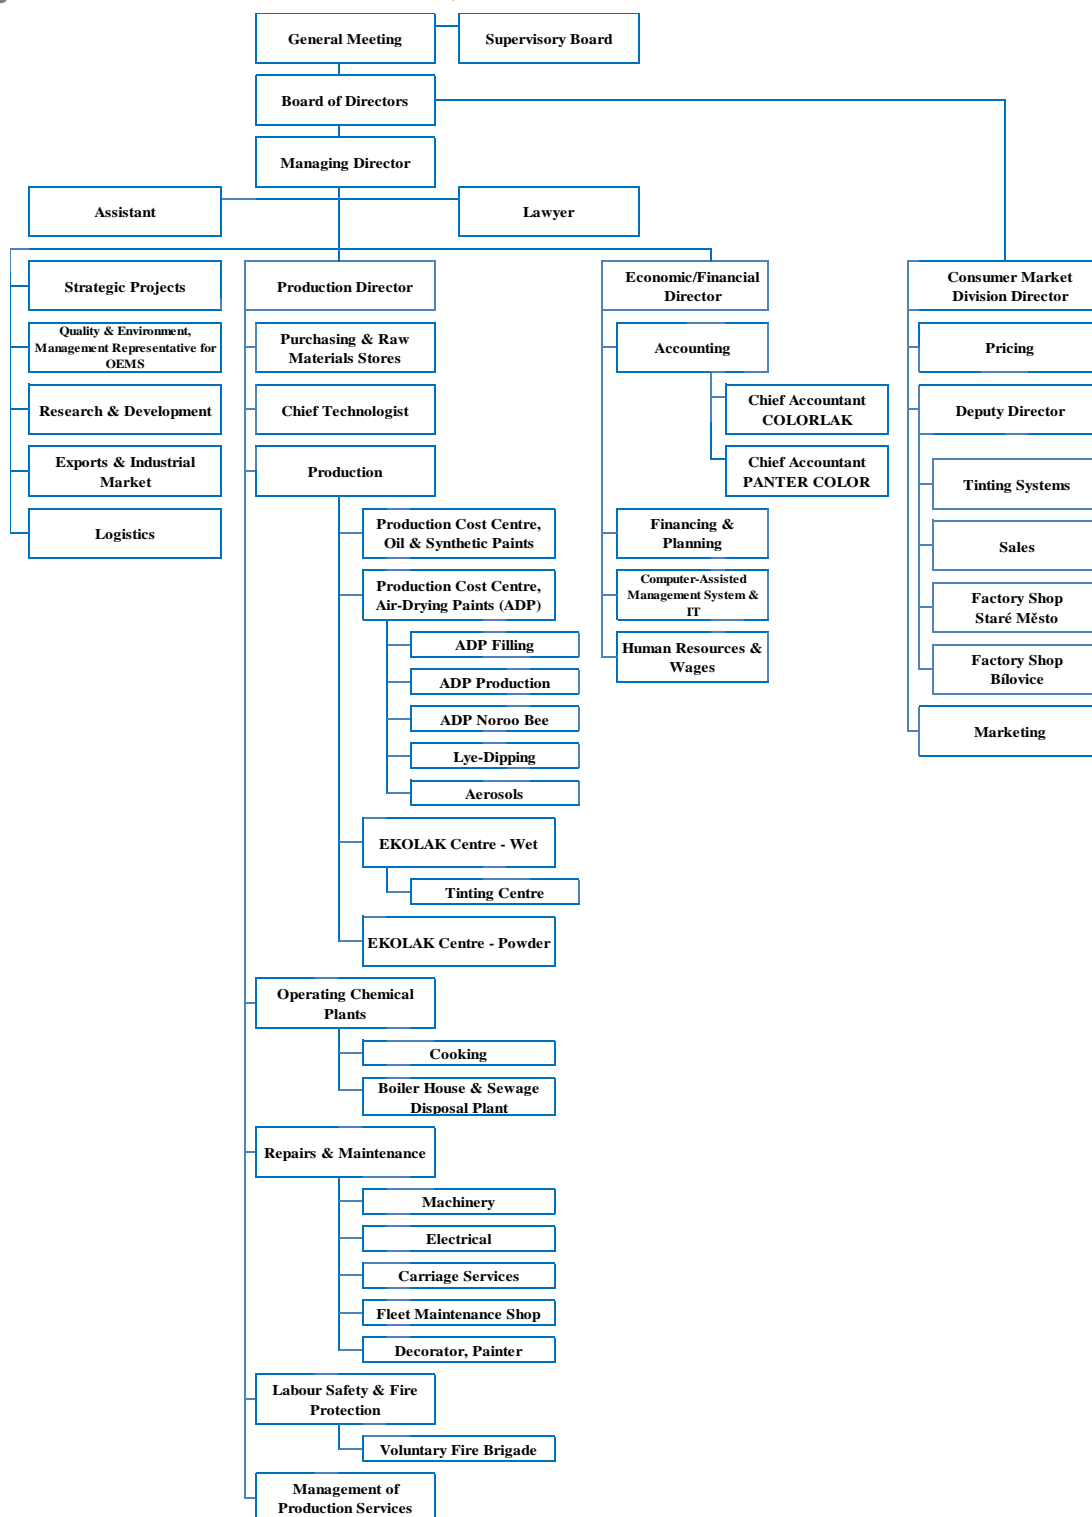 General Meeting
Supervisory Board
Board of Directors
Managing Director
Assistant
Lawyer
Strategic Projects
Quality & Environment,
Management Representative for
OEMS
Research & Development
Exports & Industrial
Market
Logistics
Production Director
Purchasing & Raw
Materials Stores
Chief Technologist
Production
Production Cost Centre,
Oil & Synthetic Paints
Production Cost Centre,
Air-Drying Paints (ADP)
ADP Filling
ADP Production
ADP Noroo Bee
Lye-Dipping
Aerosols
EKOLAK Centre - Wet
Tinting Centre
EKOLAK Centre - Powder
Operating Chemical
Plants
Cooking
Boiler House & Sewage
Disposal Plant
Repairs & Maintenance
Machinery
Electrical
Carriage Services
Fleet Maintenance Shop
Decorator, Painter
Labour Safety & Fire
Protection
Voluntary Fire Brigade
Management of
Production Services
Economic/Financial
Director
Accounting
Chief Accountant
COLORLAK
Chief Accountant
PANTER COLOR
Financing &
Planning
Computer-Assisted
Management System &
IT
Human Resources &
Wages
Consumer Market
Division Director
Pricing
Deputy Director
Tinting Systems
Sales
Factory Shop
Staré Město
Factory Shop
Bílovice
Marketing